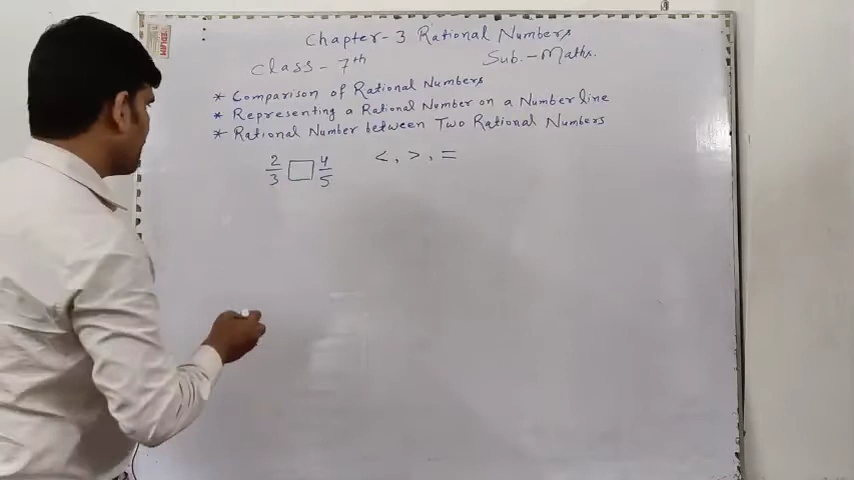 Chapter-3 Rational Numbers
Class-7th Sub.-Maths.
* Comparison of Rational Numbers
* Representing a Rational Number on a Number line
* Rational Number between Two Rational Numbers
2/3 □ 4/5 <, >, =